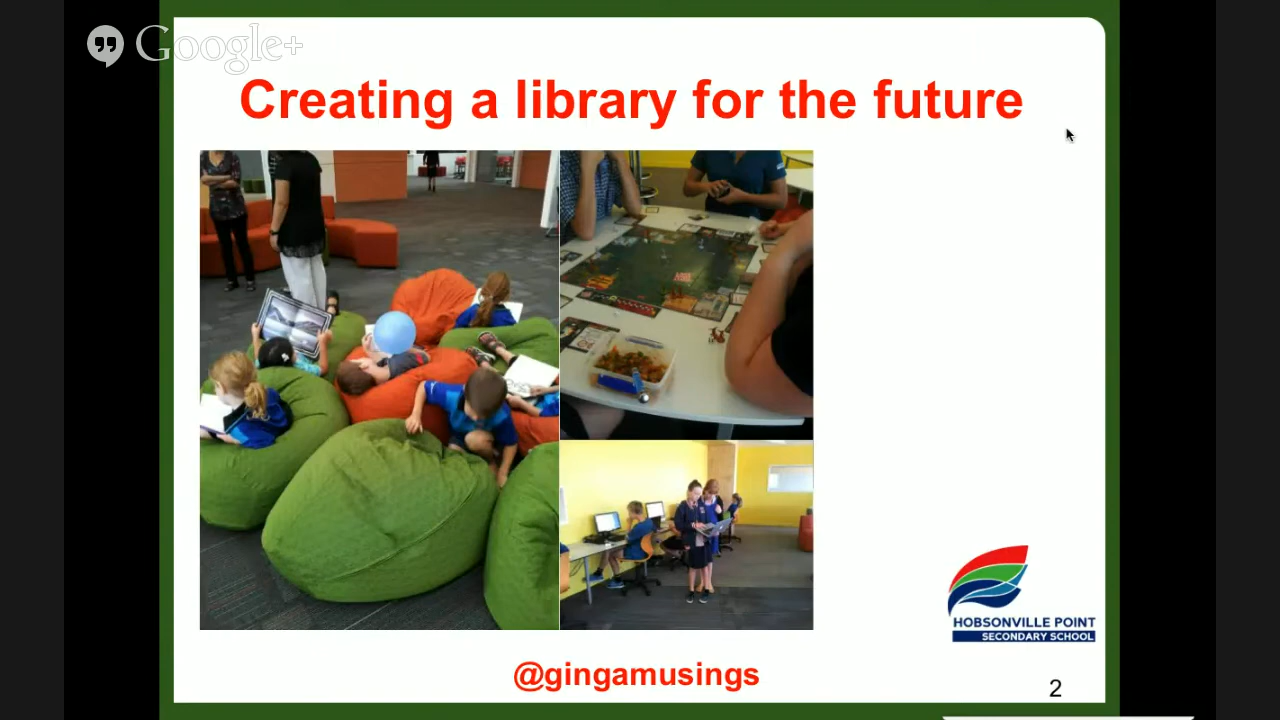 Google+
Creating a library for the future
HOBSONVILLE POINT
SECONDARY SCHOOL
@gingamusings
2